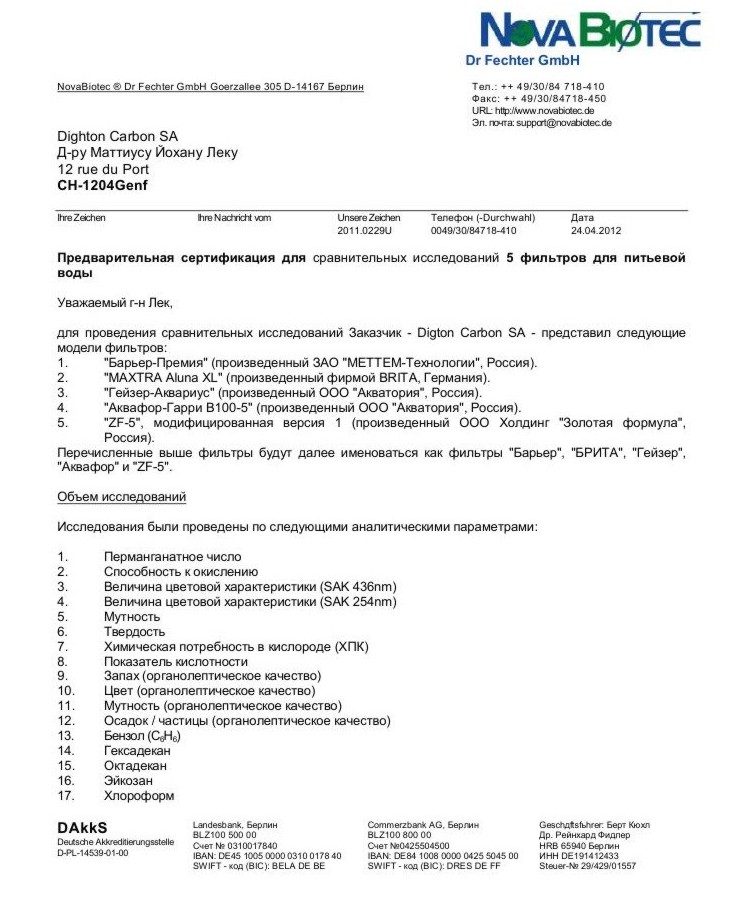 NOVA BIOTEC
Dr Fechter GmbH
NovaBiotec ® Dr Fechter GmbH Goerzallee 305 D-14167 Берлин
Тел.: ++ 49/30/84 718-410
Факс: ++ 49/30/84718-450
URL: http://www.novabiotec.de
Эл. почта: support@novabiotec.de
Dighton Carbon SA
Д-ру Маттиусу Йохану Леку
12 rue du Port
CH-1204Genf
Ihre Zeichen Ihre Nachricht vom Unsere Zeichen Телефон (-Durchwahl) Дата
2011.0229U 0049/30/84718-410 24.04.2012
Предварительная сертификация для сравнительных исследований 5 фильтров для питьевой
воды
Уважаемый г-н Лек,
для проведения сравнительных исследований Заказчик - Digton Carbon SA - представил следующие
модели фильтров:
1. "Барьер-Премия" (произведенный ЗАО "МЕТТЕМ-Технологии", Россия).
2. "MAXTRA Aluna XL" (произведенный фирмой BRITA, Германия).
3. "Гейзер-Аквариус" (произведенный ООО "Акватория", Россия).
4. "Аквафор-Гарри В100-5" (произведенный ООО "Акватория", Россия).
5. "ZF-5", модифицированная версия 1 (произведенный ООО Холдинг "Золотая формула",
Россия).
Перечисленные выше фильтры будут далее именоваться как фильтры "Барьер", "БРИТА", "Гейзер",
"Аквафор" и "ZF-5".
Объем исследований
Исследования были проведены по следующими аналитическими параметрами:
1. Перманганатное число
2. Способность к окислению
3. Величина цветовой характеристики (SAK 436nm)
4. Величина цветовой характеристики (SAK 254nm)
5. Мутность
6. Твердость
7. Химическая потребность в кислороде (ХПК)
8. Показатель кислотности
9. Запах (органолептическое качество)
10. Цвет (органолептическое качество)
11. Мутность (органолептическое качество)
12. Осадок / частицы (органолептическое качество)
13. Бензол (C₆H₆)
14. Гексадекан
15. Октадекан
16. Эйкозан
17. Хлороформ
DAkkS
Deutsche Akkreditierungsstelle
D-PL-14539-01-00
Landesbank, Берлин
BLZ100 500 00
Счет № 0310017840
IBAN: DE45 1005 0000 0310 0178 40
SWIFT - код (BIC): BELA DE BE
Commerzbank AG, Берлин
BLZ100 800 00
Счет №0425504500
IBAN: DE84 1008 0000 0425 5045 00
SWIFT - код (BIC): DRES DE FF
Geschдftsfьhrer: Берт Кюхл
Др. Рейнхард Фидлер
HRB 65940 Берлин
ИНН DE191412433
Steuer-№ 29/429/01557